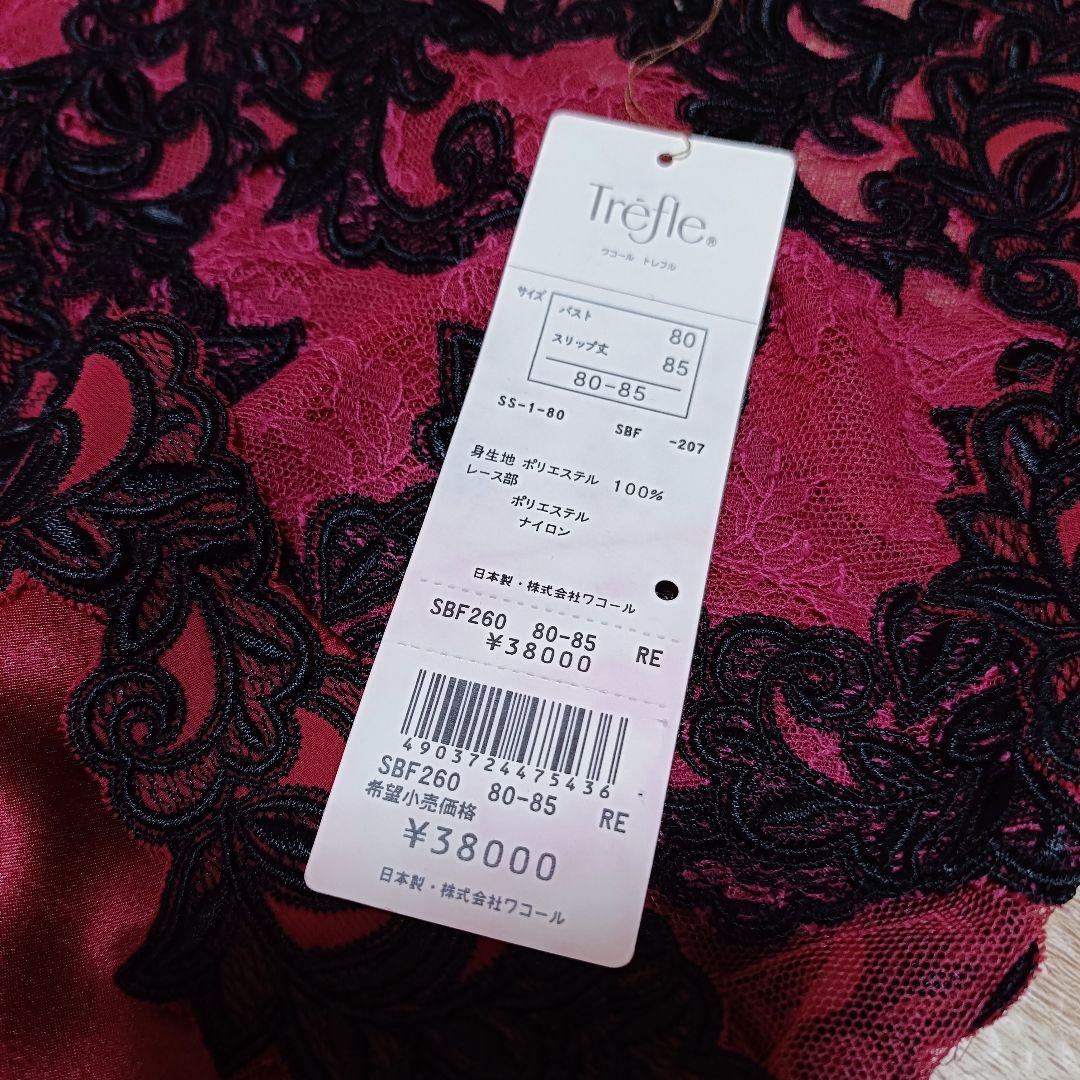 Tréfle®
ワコール トレフル
サイズ
バスト 80
スリップ丈 85
80-85
SS-1-80 SBF -207
身生地 ポリエステル 100%
レース部
ポリエステル
ナイロン
日本製・株式会社ワコール
SBF260 80-85 RE
¥38000
4903724475436
SBF260 80-85 RE
希望小売価格
¥38000
日本製・株式会社ワコール